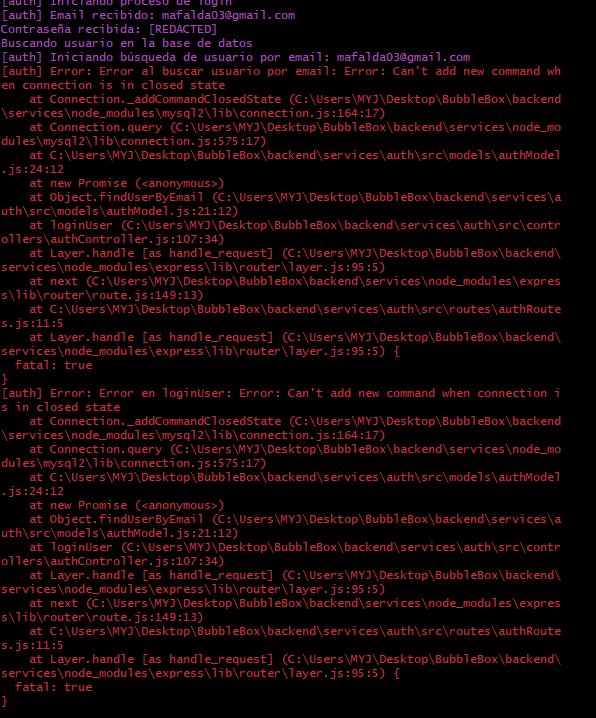 [auth] Iniciando proceso de login
[auth] Email recibido: mafalda03@gmail.com
Contraseña recibida: [REDACTED]
Buscando usuario en la base de datos
[auth] Iniciando búsqueda de usuario por email: mafalda03@gmail.com
[auth] Error: Error al buscar usuario por email: Error: Can't add new command wh
en connection is in closed state
    at Connection._addCommandClosedState (C:\Users\MYJ\Desktop\BubbleBox\backend
\services\node_modules\mysql2\lib\connection.js:164:17)
    at Connection.query (C:\Users\MYJ\Desktop\BubbleBox\backend\services\node_mo
dules\mysql2\lib\connection.js:575:17)
    at C:\Users\MYJ\Desktop\BubbleBox\backend\services\auth\src\models\authModel
.js:24:12
    at new Promise (<anonymous>)
    at Object.findUserByEmail (C:\Users\MYJ\Desktop\BubbleBox\backend\services\a
uth\src\models\authModel.js:21:12)
    at loginUser (C:\Users\MYJ\Desktop\BubbleBox\backend\services\auth\src\contr
ollers\authController.js:107:34)
    at Layer.handle [as handle_request] (C:\Users\MYJ\Desktop\BubbleBox\backend\
services\node_modules\express\lib\router\layer.js:95:5)
    at next (C:\Users\MYJ\Desktop\BubbleBox\backend\services\node_modules\expres
s\lib\router\route.js:149:13)
    at C:\Users\MYJ\Desktop\BubbleBox\backend\services\auth\src\routes\authRoute
s.js:11:5
    at Layer.handle [as handle_request] (C:\Users\MYJ\Desktop\BubbleBox\backend\
services\node_modules\express\lib\router\layer.js:95:5) {
  fatal: true
}
[auth] Error: Error en loginUser: Error: Can't add new command when connection i
s in closed state
    at Connection._addCommandClosedState (C:\Users\MYJ\Desktop\BubbleBox\backend
\services\node_modules\mysql2\lib\connection.js:164:17)
    at Connection.query (C:\Users\MYJ\Desktop\BubbleBox\backend\services\node_mo
dules\mysql2\lib\connection.js:575:17)
    at C:\Users\MYJ\Desktop\BubbleBox\backend\services\auth\src\models\authModel
.js:24:12
    at new Promise (<anonymous>)
    at Object.findUserByEmail (C:\Users\MYJ\Desktop\BubbleBox\backend\services\a
uth\src\models\authModel.js:21:12)
    at loginUser (C:\Users\MYJ\Desktop\BubbleBox\backend\services\auth\src\contr
ollers\authController.js:107:34)
    at Layer.handle [as handle_request] (C:\Users\MYJ\Desktop\BubbleBox\backend\
services\node_modules\express\lib\router\layer.js:95:5)
    at next (C:\Users\MYJ\Desktop\BubbleBox\backend\services\node_modules\expres
s\lib\router\route.js:149:13)
    at C:\Users\MYJ\Desktop\BubbleBox\backend\services\auth\src\routes\authRoute
s.js:11:5
    at Layer.handle [as handle_request] (C:\Users\MYJ\Desktop\BubbleBox\backend\
services\node_modules\express\lib\router\layer.js:95:5) {
  fatal: true
}